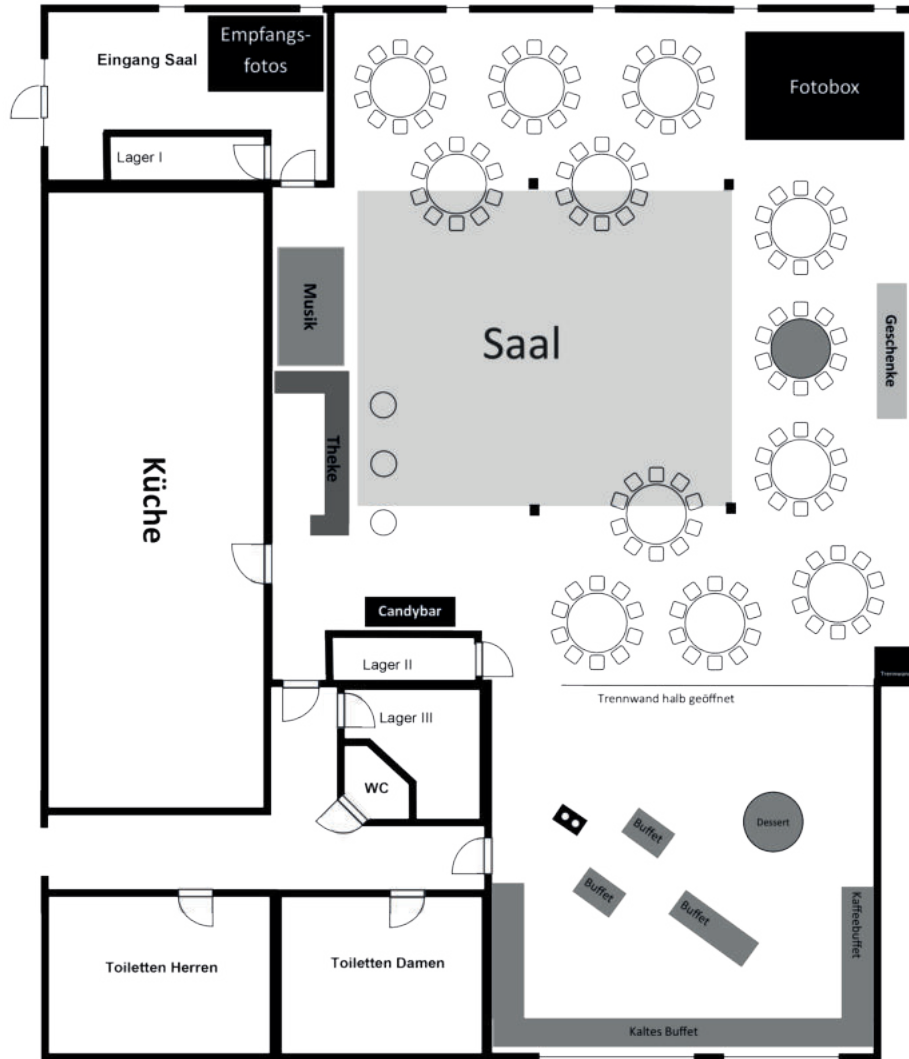 Empfangs-
fotos
Eingang Saal
Fotobox
Lager I
Musik
Saal
Geschenke
Theke
Küche
Candybar
Lager II
Trennwand
Trennwand halb geöffnet
Lager III
WC
Buffet
Dessert
Buffet
Buffet
Kaffeebuffet
Toiletten Herren
Toiletten Damen
Kaltes Buffet